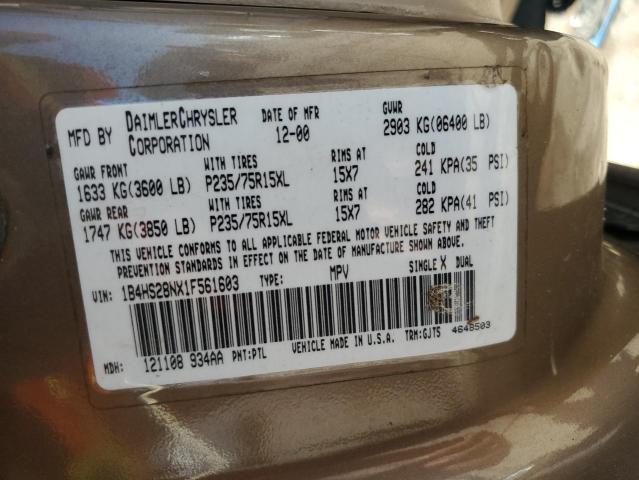 MFD BY DAIMLERCHRYSLER CORPORATION DATE OF MFR 12-00 GVWR 2903 KG(06400 LB)
GAWR FRONT WITH TIRES RIMS AT COLD
1633 KG(3600 LB) P235/75R15XL 15X7 241 KPA(35 PSI)
GAWR REAR WITH TIRES RIMS AT COLD
1747 KG(3850 LB) P235/75R15XL 15X7 282 KPA(41 PSI)
THIS VEHICLE CONFORMS TO ALL APPLICABLE FEDERAL MOTOR VEHICLE SAFETY AND THEFT
PREVENTION STANDARDS IN EFFECT ON THE DATE OF MANUFACTURE SHOWN ABOVE.
VIN: 1B4HS28NX1F561603 TYPE: MPV SINGLE X DUAL
MDH: 121108 934AA PNT:PTL VEHICLE MADE IN U.S.A. TRM:GJT5 4648503